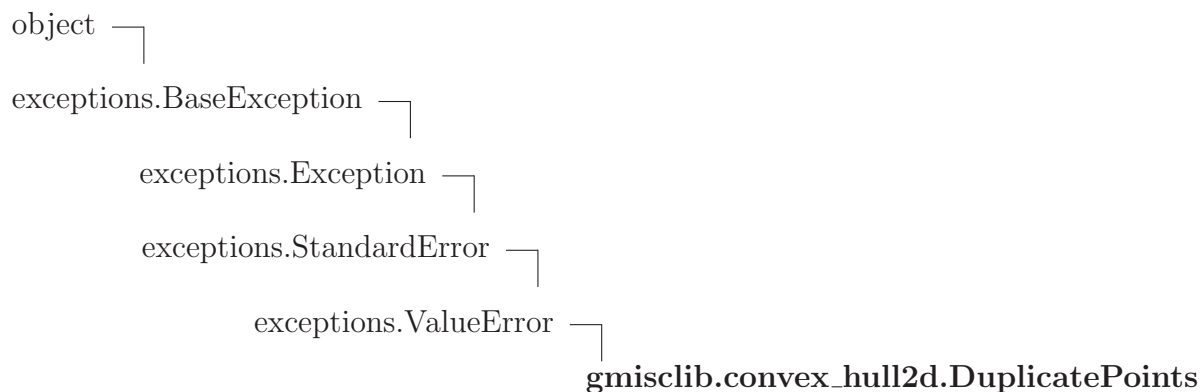 object
exceptions.BaseException
exceptions.Exception
exceptions.StandardError
exceptions.ValueError
gmisclib.convex_hull2d.DuplicatePoints